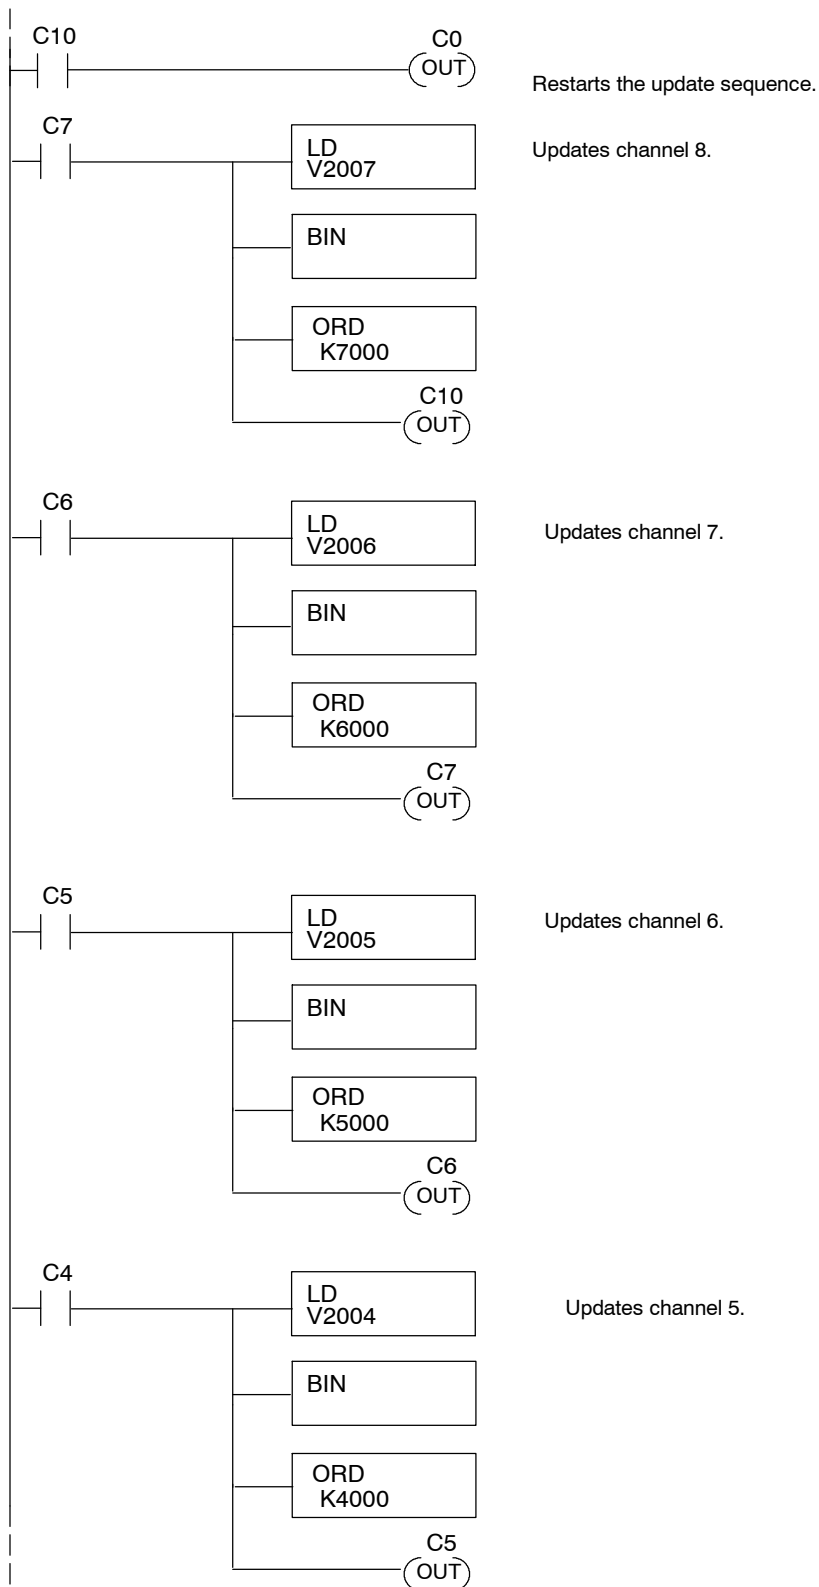 C10
C0
OUT
Restarts the update sequence.
C7
LD
V2007
Updates channel 8.
BIN
ORD
K7000
C10
OUT
C6
LD
V2006
Updates channel 7.
BIN
ORD
K6000
C7
OUT
C5
LD
V2005
Updates channel 6.
BIN
ORD
K5000
C6
OUT
C4
LD
V2004
Updates channel 5.
BIN
ORD
K4000
C5
OUT